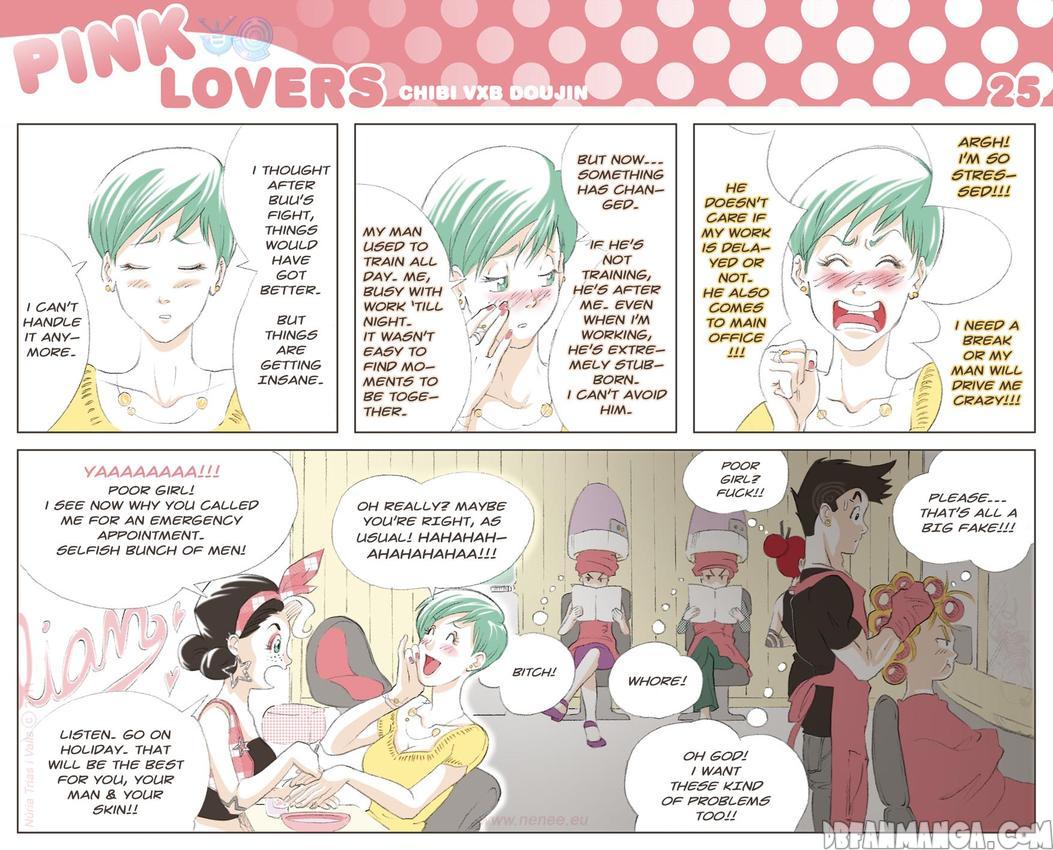 PINK
LOVERS
CHIBI VXB DOUJIN
25
I CAN'T
HANDLE
IT ANY-
MORE.
I THOUGHT
AFTER
BUU'S
FIGHT,
THINGS
WOULD
HAVE
GOT
BETTER.
BUT
THINGS
ARE
GETTING
INSANE.
MY MAN
USED TO
TRAIN ALL
DAY. ME,
BUSY WITH
WORK 'TILL
NIGHT.
IT WASN'T
EASY TO
FIND MO-
MENTS TO
BE TOGE-
THER.
BUT NOW...
SOMETHING
HAS CHAN-
GED.
IF HE'S
NOT
TRAINING,
HE'S AFTER
ME. EVEN
WHEN I'M
WORKING,
HE'S EXTRE-
MELY STUB-
BORN.
I CAN'T AVOID
HIM.
HE
DOESN'T
CARE IF
MY WORK
IS DELA-
YED OR
NOT.
HE ALSO
COMES
TO MAIN
OFFICE
!!!
ARGH!
I'M SO
STRES-
SED!!!
I NEED A
BREAK
OR MY
MAN WILL
DRIVE ME
CRAZY!!!
YAAAAAAAA!!!
POOR GIRL!
I SEE NOW WHY YOU CALLED
ME FOR AN EMERGENCY
APPOINTMENT.
SELFISH BUNCH OF MEN!
OH REALLY? MAYBE
YOU'RE RIGHT, AS
USUAL! HAHAHAH-
AHAHAHAHAA!!!
POOR
GIRL?
FUCK!!
PLEASE...
THAT'S ALL A
BIG FAKE!!!
BITCH!
WHORE!
LISTEN. GO ON
HOLIDAY. THAT
WILL BE THE BEST
FOR YOU, YOUR
MAN & YOUR
SKIN!!
OH GOD!
I WANT
THESE KIND
OF PROBLEMS
TOO!!
lian
Núria Trias i Valls ©
www.nenee.eu
DBFANMANGA.COM